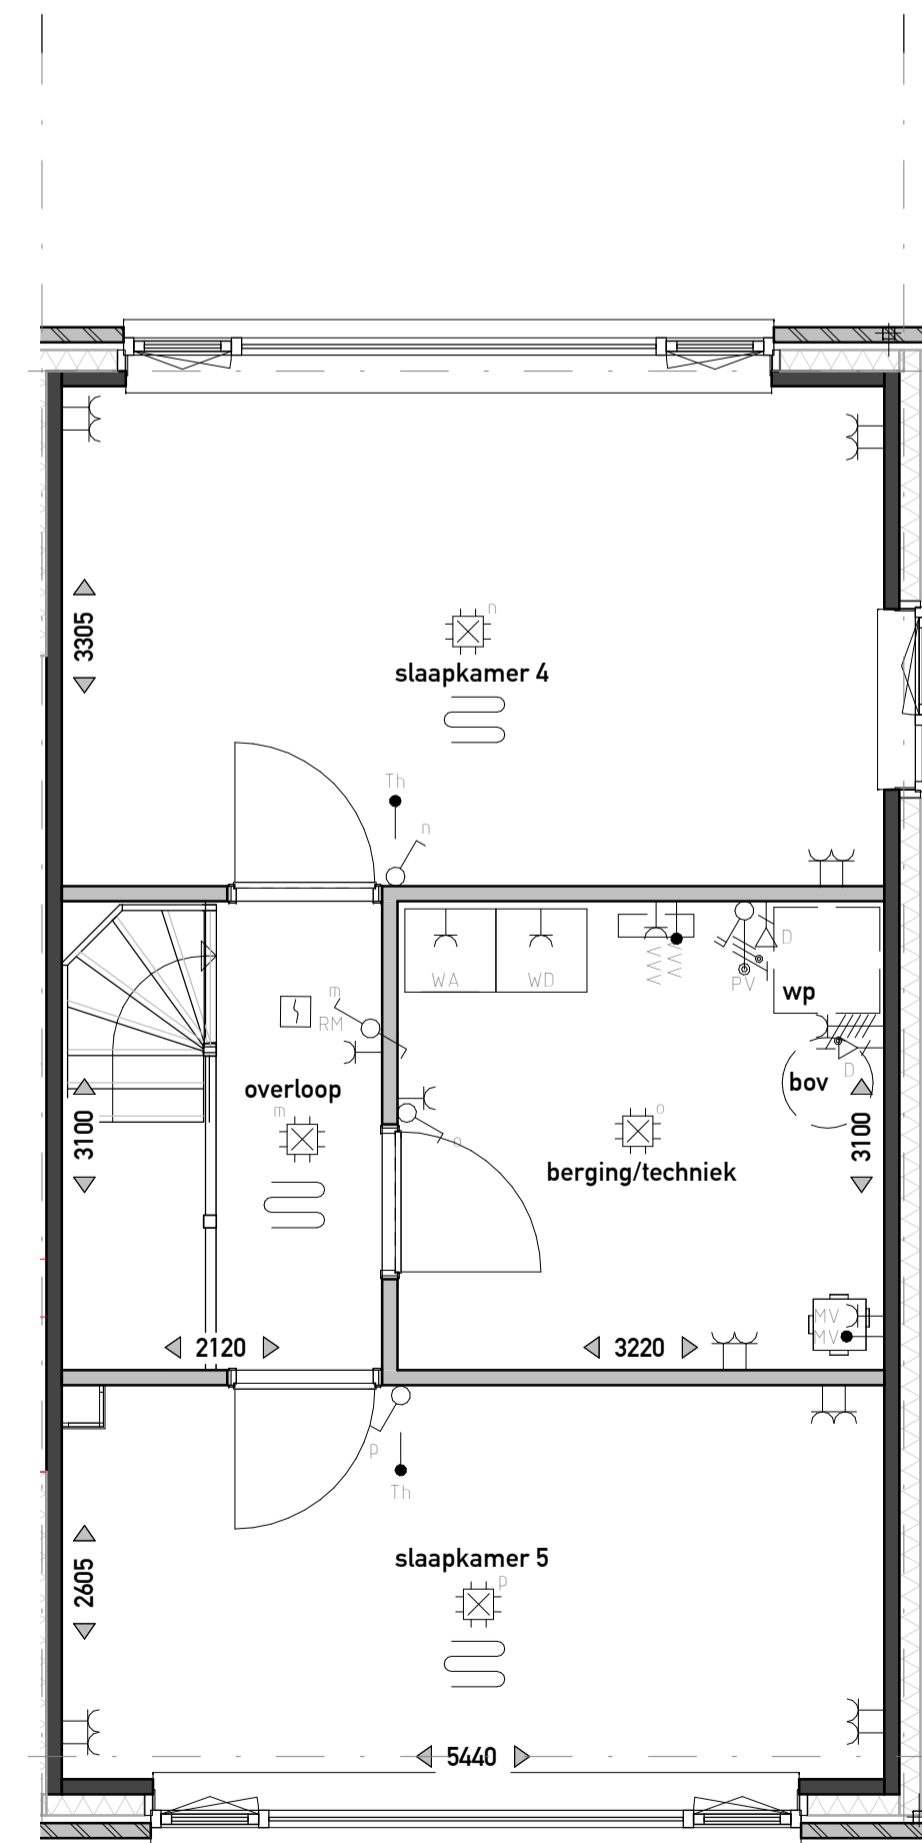 3305
n
slaapkamer 4
Th
n
WA
WD
D
PV
wp
m
RM
D
bov
overloop
m
o
o
berging/techniek
3100
3100
MV
MV
2120
3220
p
Th
slaapkamer 5
p
2605
5440